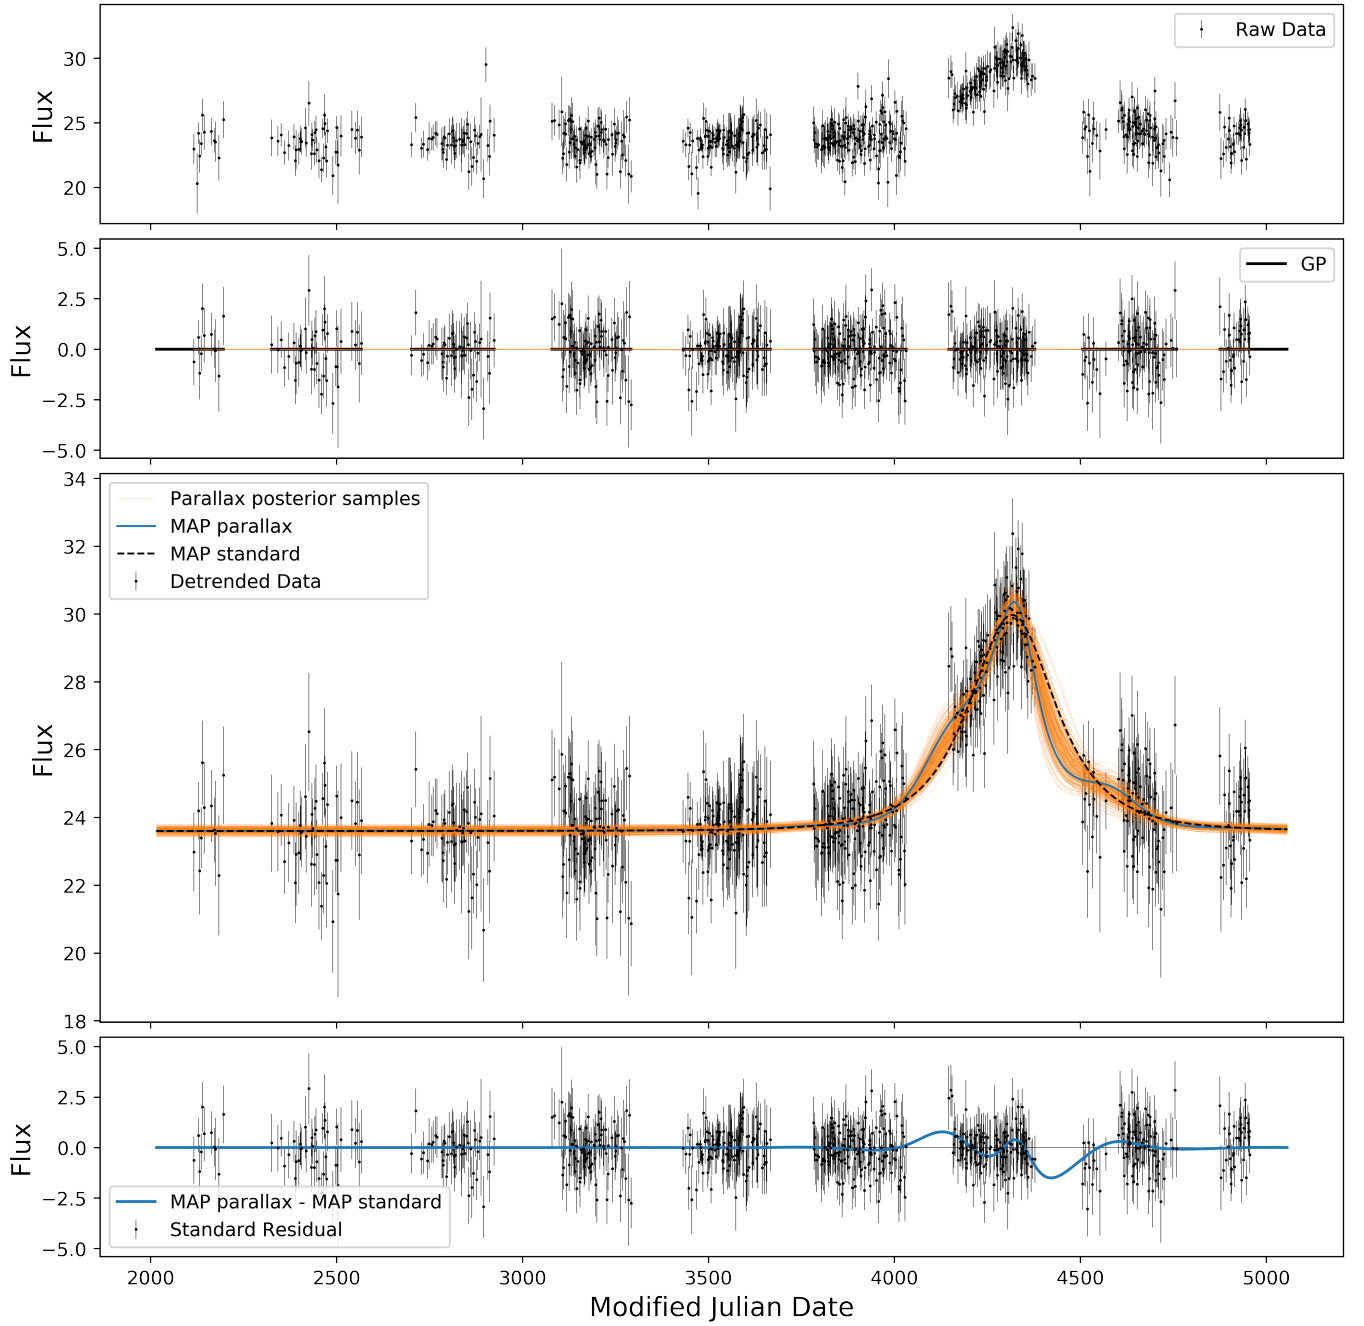 Flux
30
25
20
Raw Data
Flux
5.0
2.5
0.0
−2.5
−5.0
GP
Flux
34
32
30
28
26
24
22
20
18
Parallax posterior samples
MAP parallax
MAP standard
Detrended Data
Flux
5.0
2.5
0.0
−2.5
−5.0
MAP parallax - MAP standard
Standard Residual
2000 2500 3000 3500 4000 4500 5000
Modified Julian Date